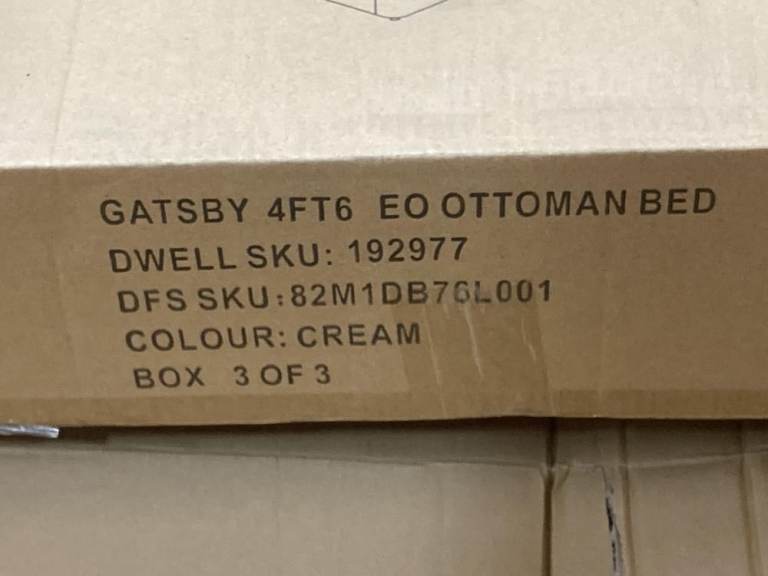 GATSBY 4FT6 EO OTTOMAN BED
DWELL SKU: 192977
DFS SKU:82M1DB76L001
COLOUR: CREAM
BOX 3 OF 3